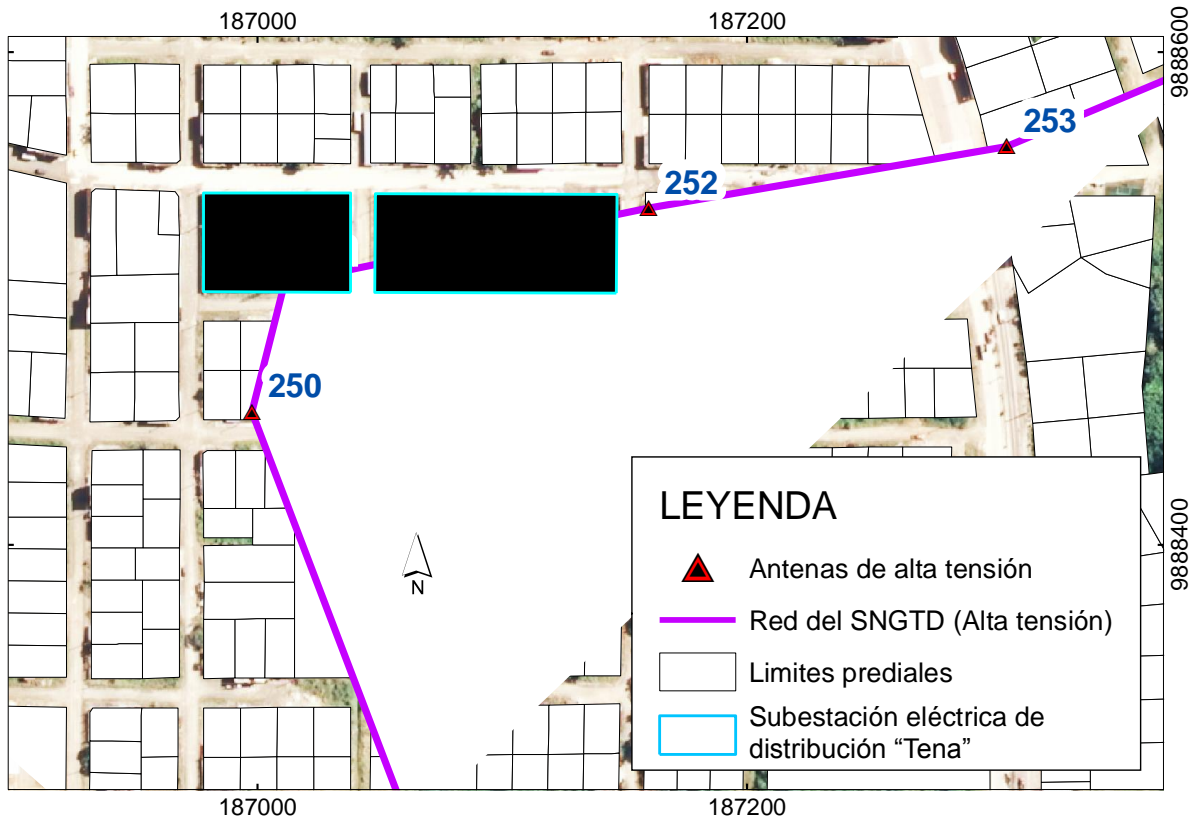 187000
187200
9888600
253
252
250
9888400
LEYENDA
Antenas de alta tensión
Red del SNGTD (Alta tensión)
Limites prediales
Subestación eléctrica de
distribución “Tena”
N
187000
187200